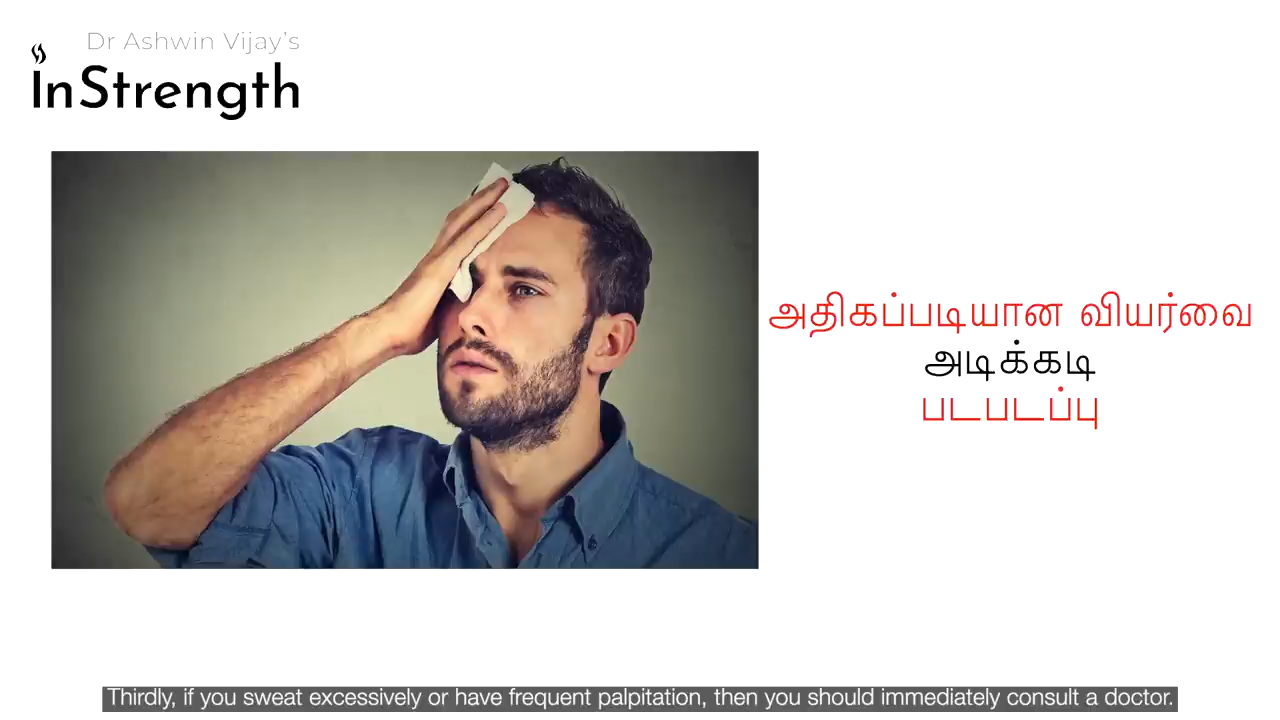 Dr Ashwin Vijay's
InStrength
அதிகப்படியான வியர்வை
அடிக்கடி
படபடப்பு
Thirdly, if you sweat excessively or have frequent palpitation, then you should immediately consult a doctor.